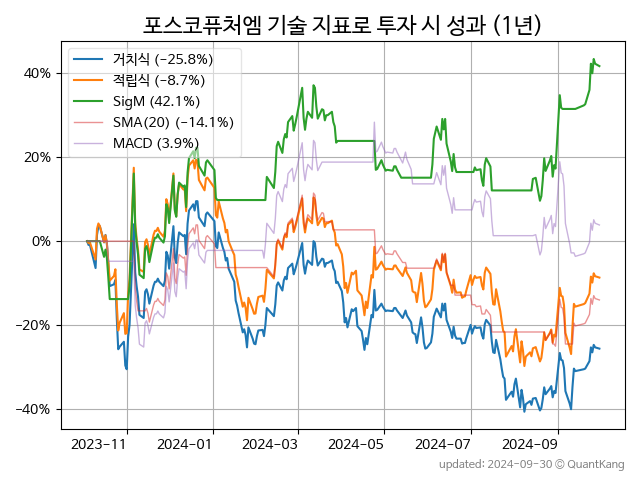 포스코퓨처엠 기술 지표로 투자 시 성과 (1년)
거치식 (−25.8%)
적립식 (−8.7%)
SigM (42.1%)
SMA(20) (−14.1%)
MACD (3.9%)
40%
20%
0%
−20%
−40%
2023-11 2024-01 2024-03 2024-05 2024-07 2024-09
updated: 2024-09-30 ⓒ QuantKang